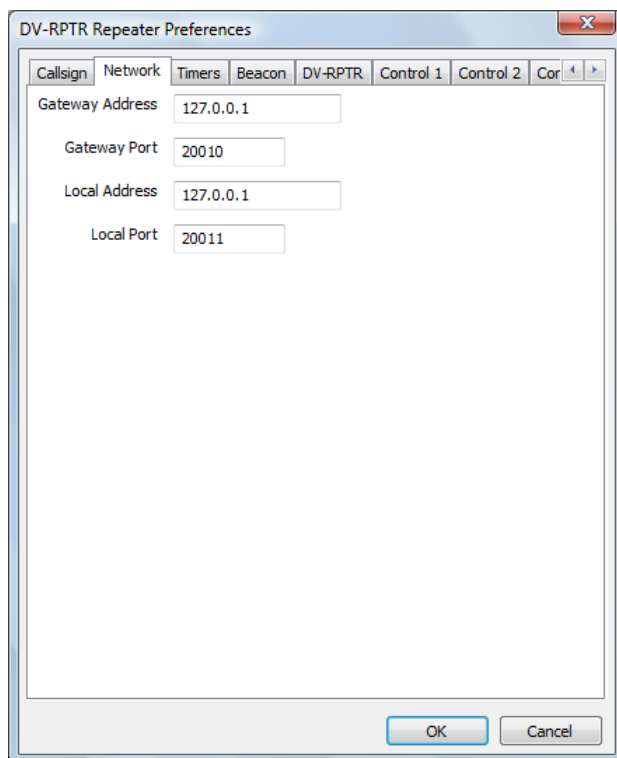 DV-RPTR Repeater Preferences
Callsign Network Timers Beacon DV-RPTR Control 1 Control 2 Cor
Gateway Address 127.0.0.1
Gateway Port 20010
Local Address 127.0.0.1
Local Port 20011
OK Cancel